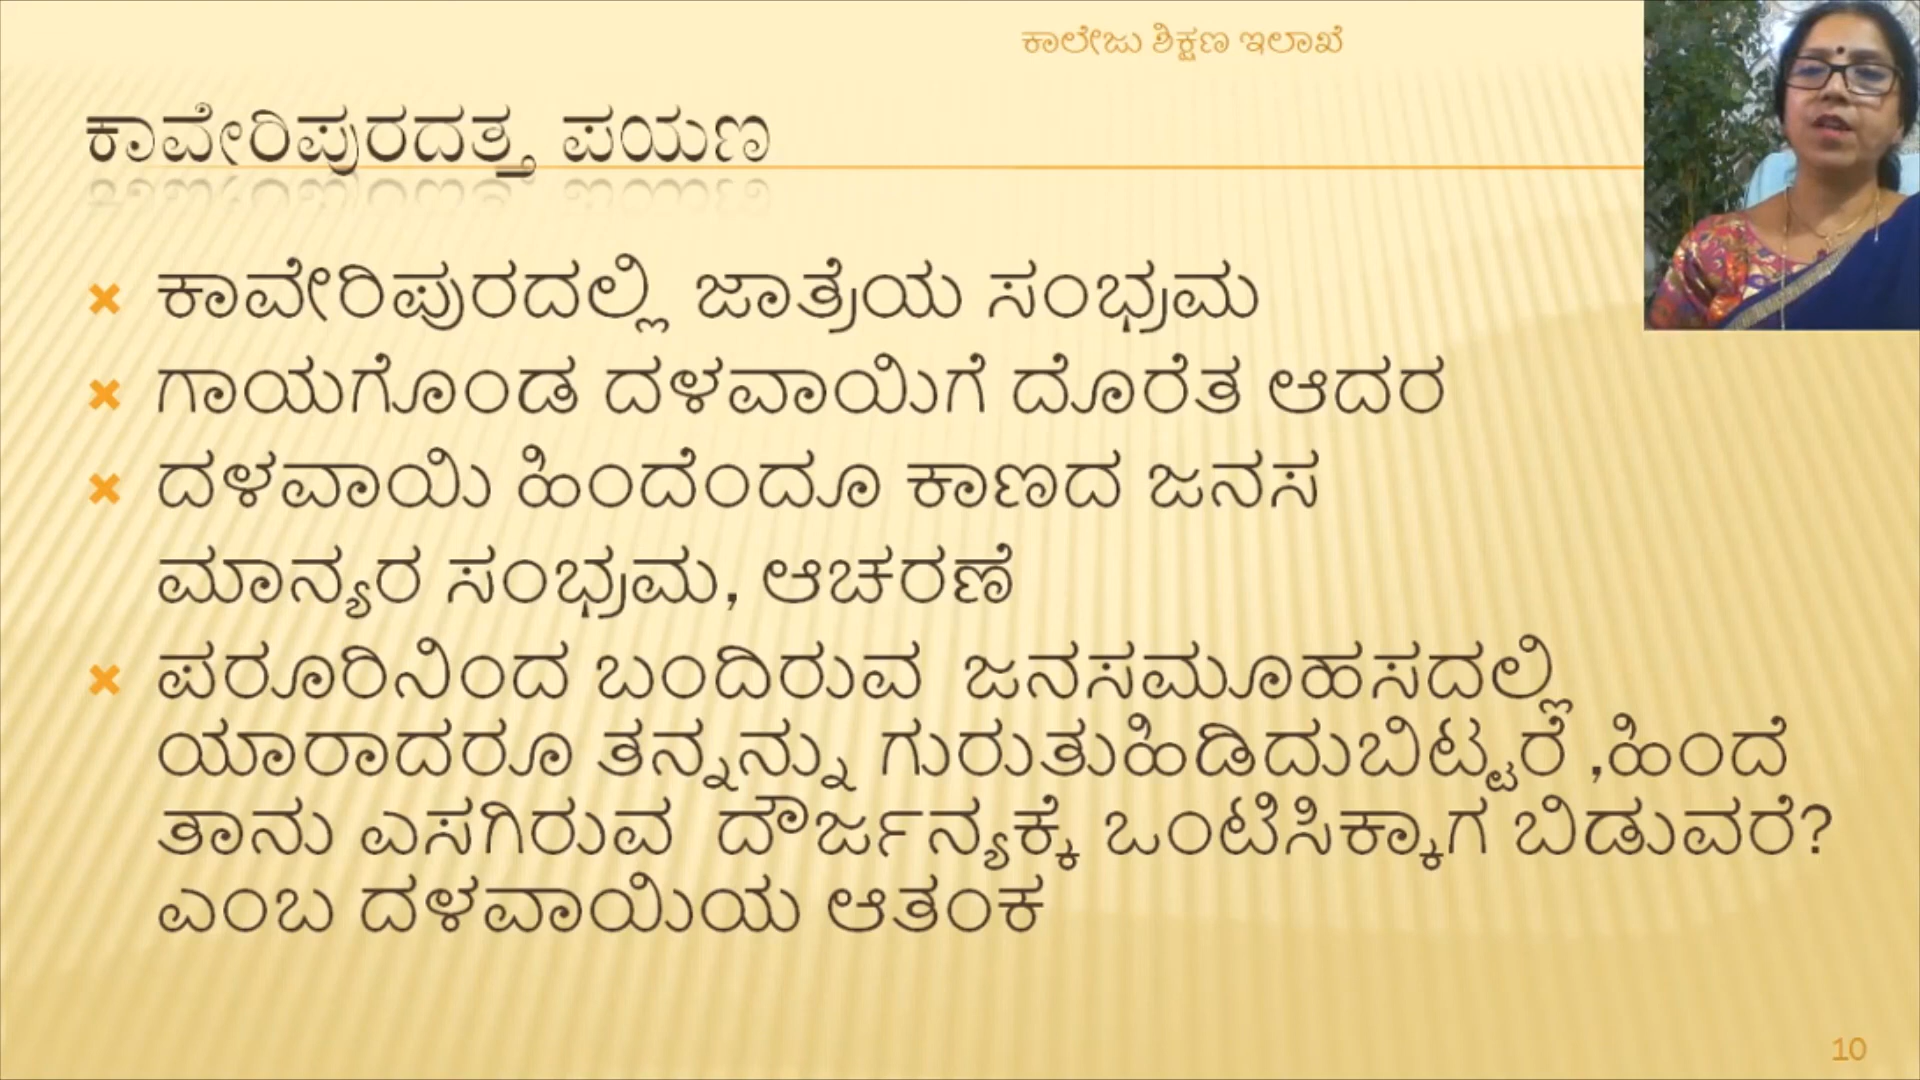 ಕಾಲೇಜು ಶಿಕ್ಷಣ ಇಲಾಖೆ
ಕಾವೇರಿಪುರದತ್ತ ಪಯಣ
ಕಾವೇರಿಪುರದಲ್ಲಿ ಜಾತ್ರೆಯ ಸಂಭ್ರಮ
ಗಾಯಗೊಂಡ ದಳವಾಯಿಗೆ ದೊರೆತ ಆದರ
ದಳವಾಯಿ ಹಿಂದೆಂದೂ ಕಾಣದ ಜನಸ
ಮಾನ್ಯರ ಸಂಭ್ರಮ, ಆಚರಣೆ
ಪರೂರಿನಿಂದ ಬಂದಿರುವ ಜನಸಮೂಹಸದಲ್ಲಿ
ಯಾರಾದರೂ ತನ್ನನ್ನು ಗುರುತುಹಿಡಿದುಬಿಟ್ಟರೆ ,ಹಿಂದೆ
ತಾನು ಎಸಗಿರುವ ದೌರ್ಜನ್ಯಕ್ಕೆ ಒಂಟಿಸಿಕ್ಕಾಗ ಬಿಡುವರೆ?
ಎಂಬ ದಳವಾಯಿಯ ಆತಂಕ
10